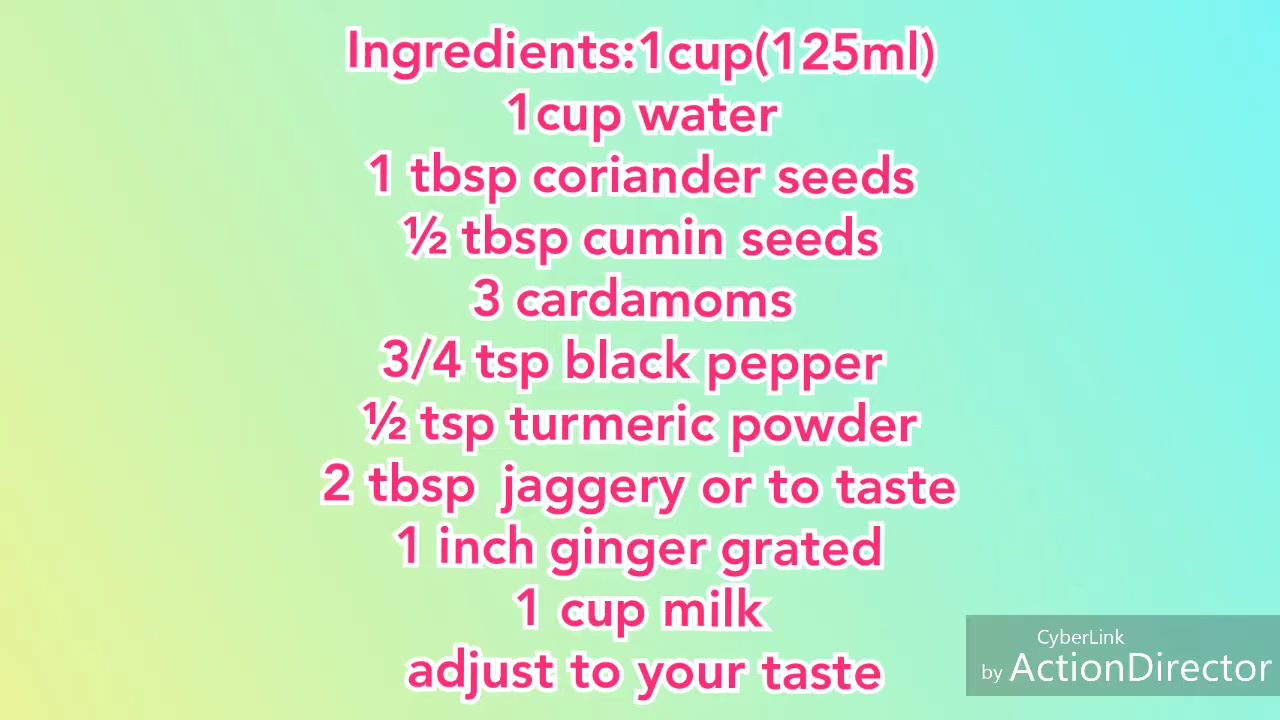 Ingredients:1cup(125ml)
1cup water
1 tbsp coriander seeds
½ tbsp cumin seeds
3 cardamoms
3/4 tsp black pepper
½ tsp turmeric powder
2 tbsp  jaggery or to taste
1 inch ginger grated
1 cup milk
adjust to your taste
CyberLink
by ActionDirector